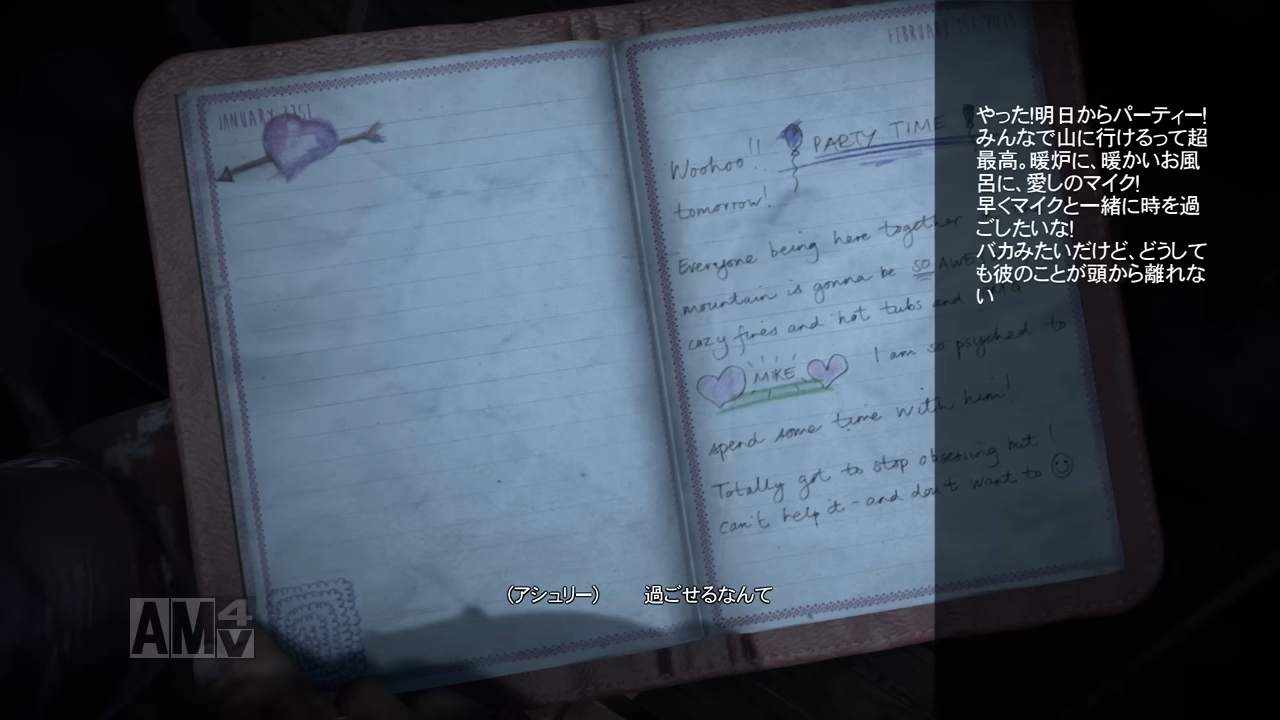 JANUARY 31ST
FEBRUARY 1ST
Woohoo!! PARTY TIME
tomorrow!
Everyone being here together
mountain is gonna be SO AWE
cozy fires and hot tubs and
MIKE I am so psyched to
spend some time with him!
Totally got to stop obsessing but I
can't help it - and don't want to
やった!明日からパーティー!
みんなで山に行けるって超
最高。暖炉に、暖かいお風
呂に、愛しのマイク!
早くマイクと一緒に時を過
ごしたいな!
バカみたいだけど、どうして
も彼のことが頭から離れな
い
（アシュリー） 過ごせるなんて
AM4V